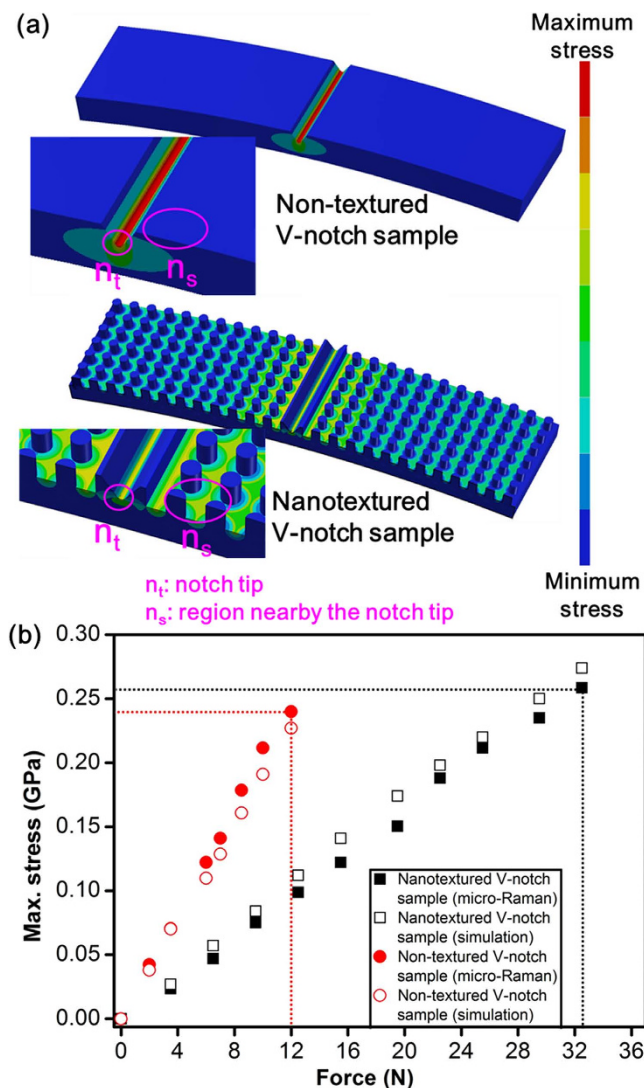 (a)
Maximum
stress
Non-textured
V-notch sample
nt
ns
Nanotextured
V-notch sample
nt
ns
Minimum
stress
nt: notch tip
ns: region nearby the notch tip
(b)
0.30
0.25
0.20
0.15
0.10
0.05
0.00
Max. stress (GPa)
Nanotextured V-notch
sample (micro-Raman)
Nanotextured V-notch
sample (simulation)
Non-textured V-notch
sample (micro-Raman)
Non-textured V-notch
sample (simulation)
0 4 8 12 16 20 24 28 32 36
Force (N)